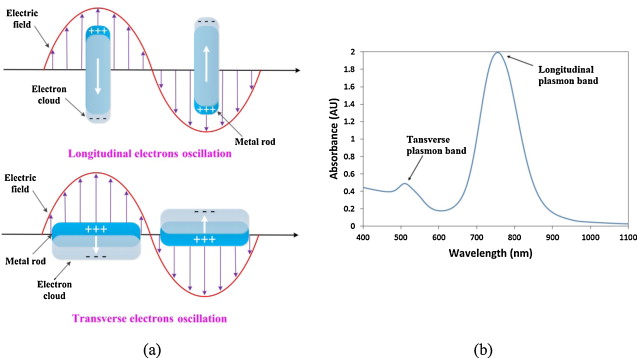 Electric
field
+++
Electron
cloud
- - -
- - -
+++
Metal rod
Longitudinal electrons oscillation
Electric
field
+++
- - -
Metal rod
Electron
cloud
- - -
+++
Transverse electrons oscillation
(a)
Absorbance (AU)
2
1.8
1.6
1.4
1.2
1
0.8
0.6
0.4
0.2
0
Longitudinal
plasmon band
Tansverse
plasmon band
400 500 600 700 800 900 1000 1100
Wavelength (nm)
(b)